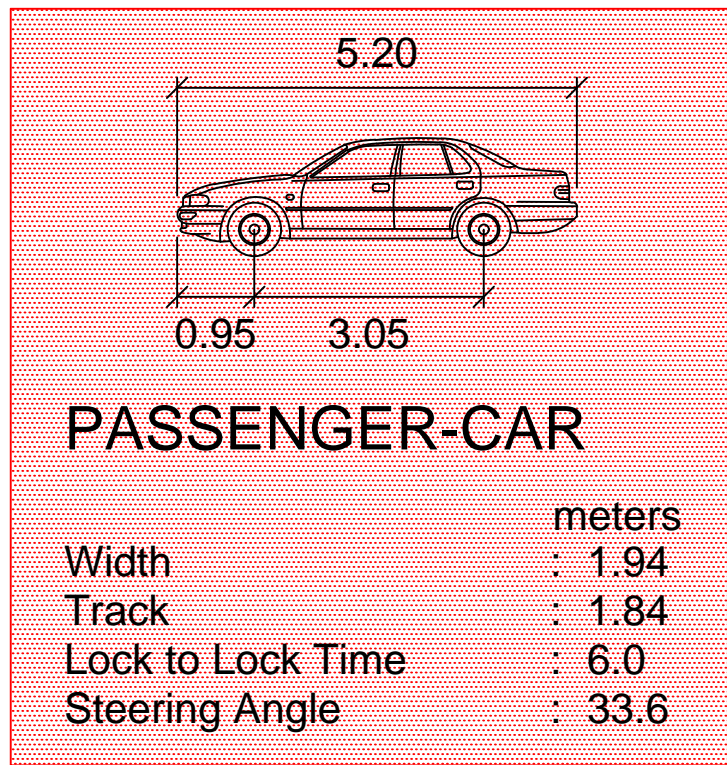 5.20
0.95 3.05
PASSENGER-CAR
meters
Width : 1.94
Track : 1.84
Lock to Lock Time : 6.0
Steering Angle : 33.6